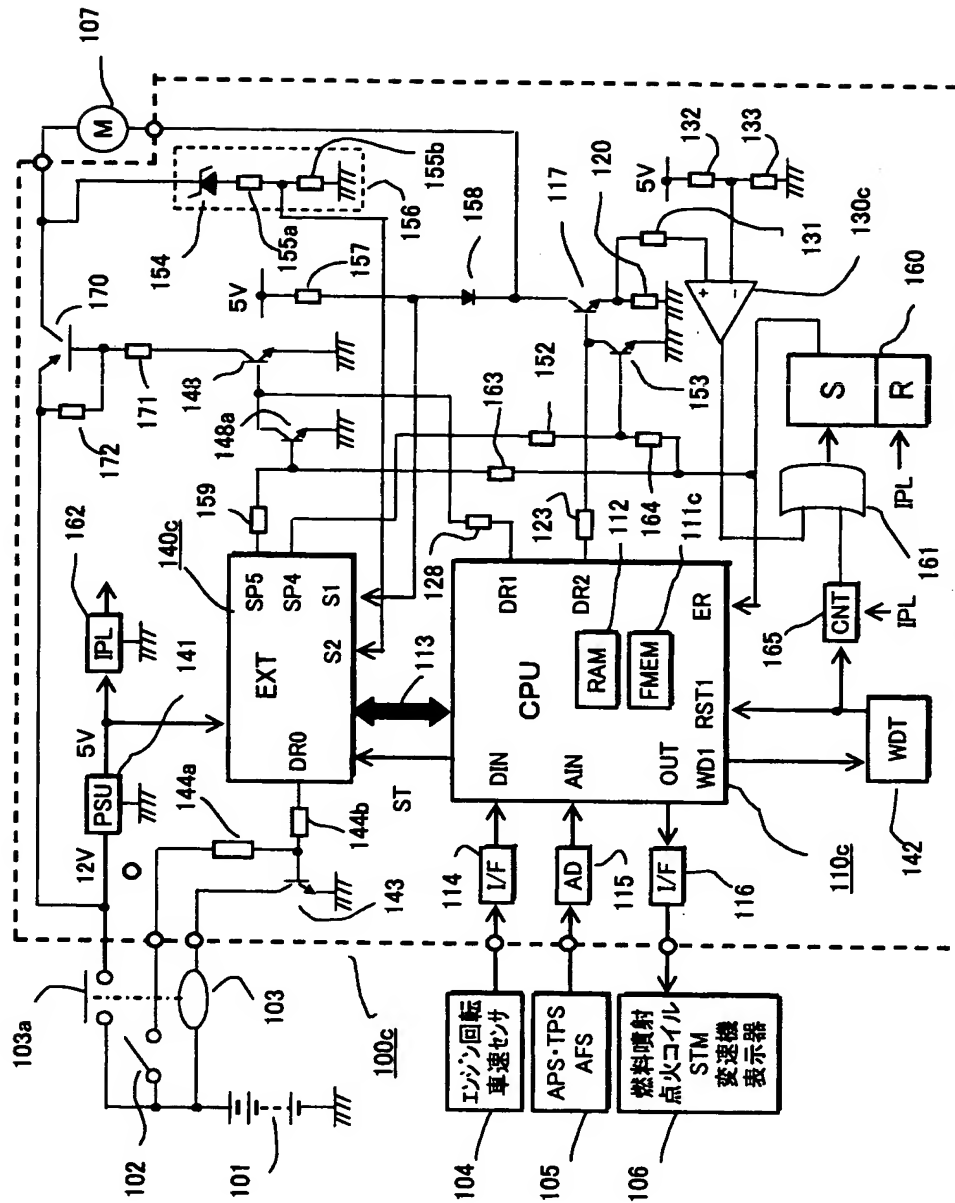 103a
102
101
103
100c
12V
PSU
5V
141
IPL
162
172
171
170
148
148a
M
107
154
155a
155b
156
5V
157
158
159
152
163
153
117
120
5V
132
133
131
130c
+
-
140c
SP5
SP4
EXT
S1
S2
DR0
144a
144b
143
ST
113
128
123
164
CPU
DR1
DR2
RAM
112
FMEM
111c
DIN
AIN
OUT
ER
WD1
RST1
110c
104
エンジン回転
車速センサ
114
I/F
105
APS・TPS
AFS
115
AD
106
燃料噴射
点火コイル
STM
変速機
表示器
116
I/F
142
WDT
165
CNT
IPL
161
160
S
R
IPL